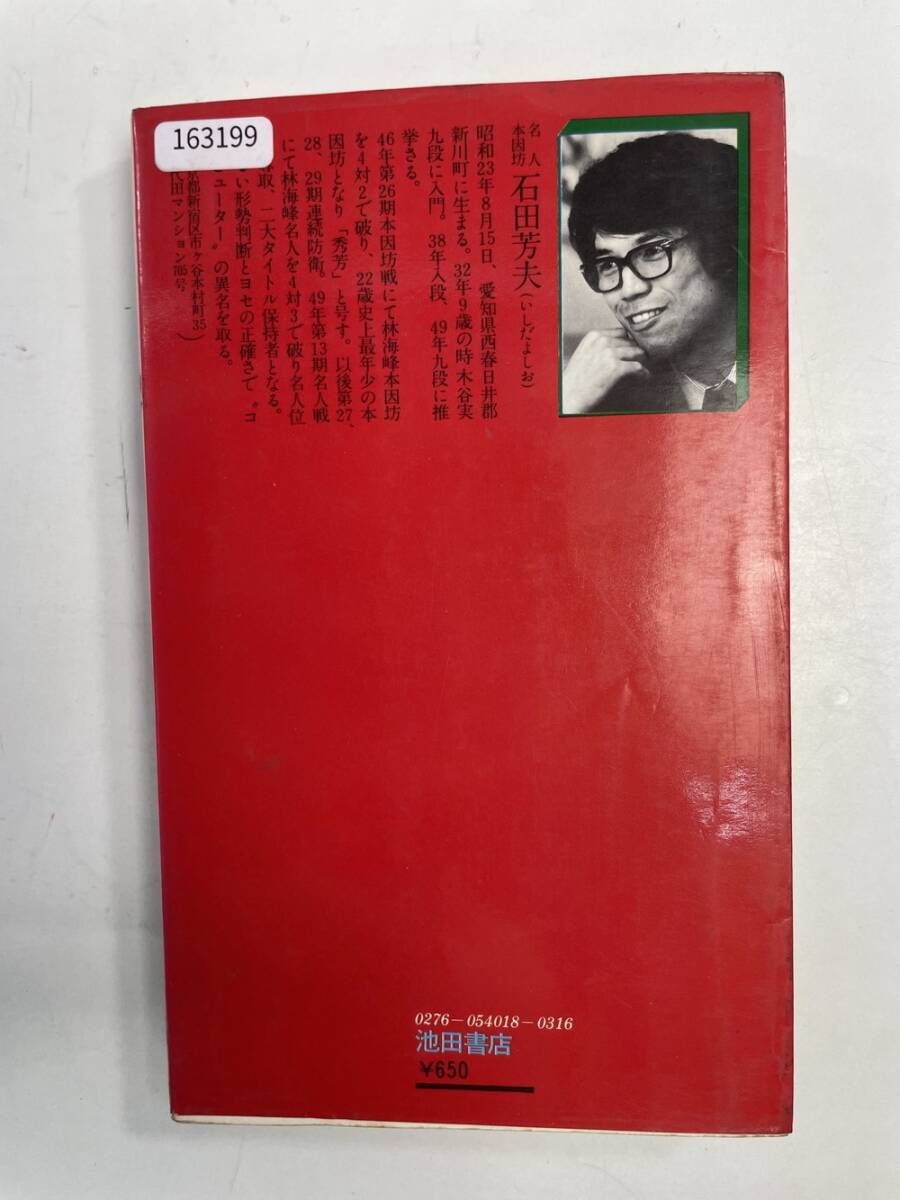 163199
名人
本因坊
石田芳夫(いしだよしお)
昭和23年8月15日、愛知県西春日井郡
新川町に生まる。32年9歳の時木谷実
九段に入門。38年入段、49年九段に推
挙さる。
46年第26期本因坊戦にて林海峰本因坊
を4対2で破り、22歳史上最年少の本
因坊となり「秀芳」と号す。以後第27、
28、29期連続防衛。49年第13期名人戦
にて林海峰名人を4対3で破り名人位
取、二大タイトル保持者となる。
い形勢判断とヨセの正確さで〝コ
ューター〟の異名を取る。
京都新宿区市ヶ谷本村町35
代田マンション705号)
0276-054018-0316
池田書店
¥650